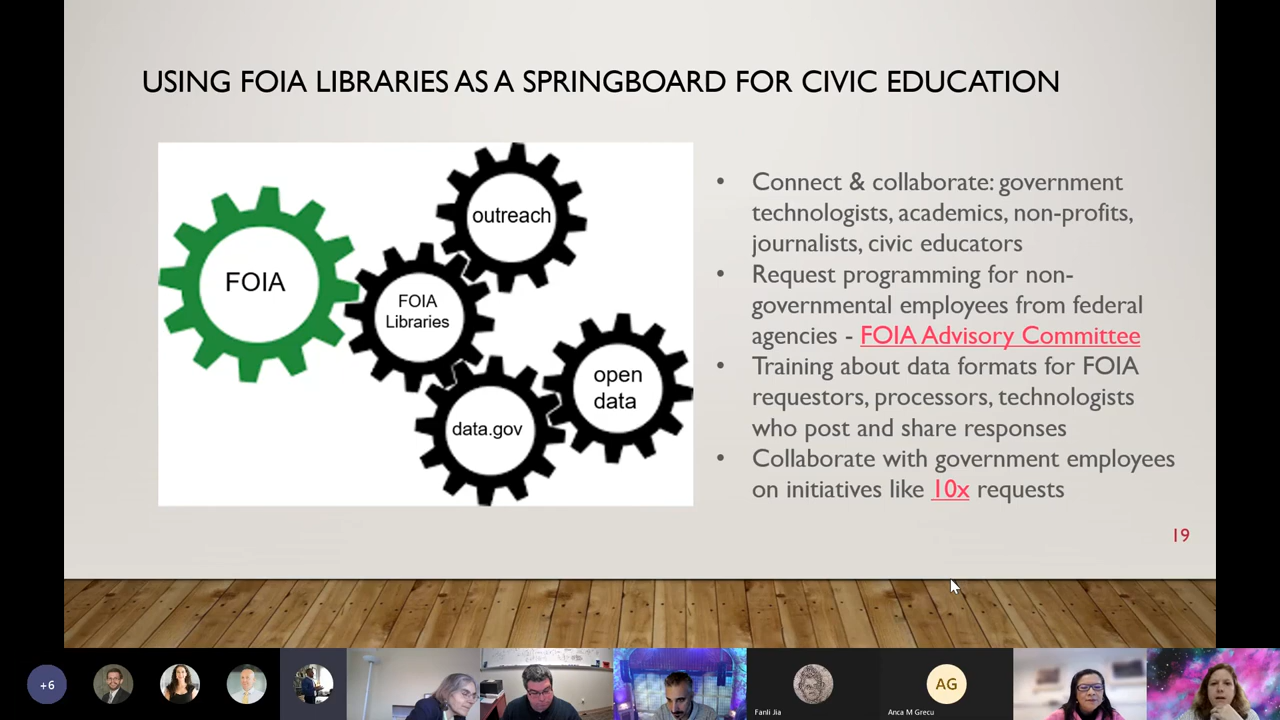 USING FOIA LIBRARIES AS A SPRINGBOARD FOR CIVIC EDUCATION
FOIA
FOIA
Libraries
outreach
data.gov
open
data
• Connect & collaborate: government
technologists, academics, non-profits,
journalists, civic educators
• Request programming for non-
governmental employees from federal
agencies - FOIA Advisory Committee
• Training about data formats for FOIA
requestors, processors, technologists
who post and share responses
• Collaborate with government employees
on initiatives like 10x requests
19
+6
Fanli Jia
AG
Anca M Grecu